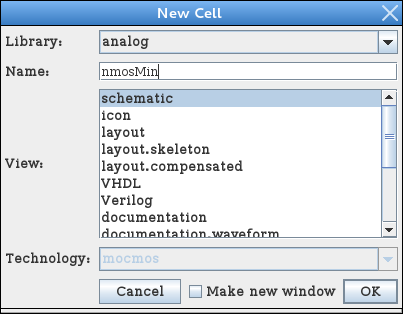 New Cell
Library: analog
Name: nmosMin
View:
schematic
icon
layout
layout.skeleton
layout.compensated
VHDL
Verilog
documentation
documentation.waveform
Technology: mocmos
Cancel Make new window OK